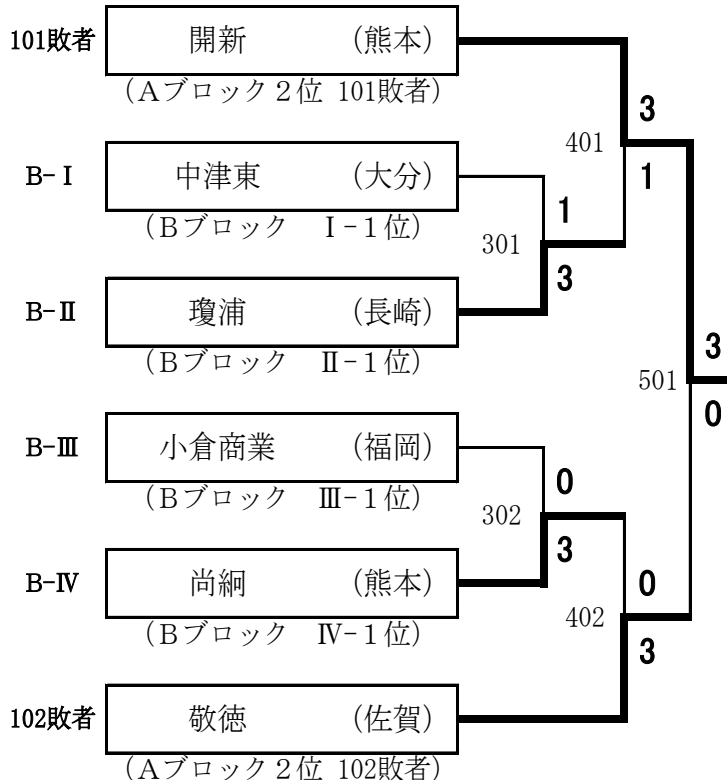 101敗者 開新 (熊本)
(Aブロック2位 101敗者)
3
401
1
B-Ⅰ 中津東 (大分)
(Bブロック Ⅰ-1位)
1
301
3
B-Ⅱ 瓊浦 (長崎)
(Bブロック Ⅱ-1位)
3
501
0
B-Ⅲ 小倉商業 (福岡)
(Bブロック Ⅲ-1位)
0
302
3
B-Ⅳ 尚絅 (熊本)
(Bブロック Ⅳ-1位)
0
402
3
102敗者 敬徳 (佐賀)
(Aブロック2位 102敗者)